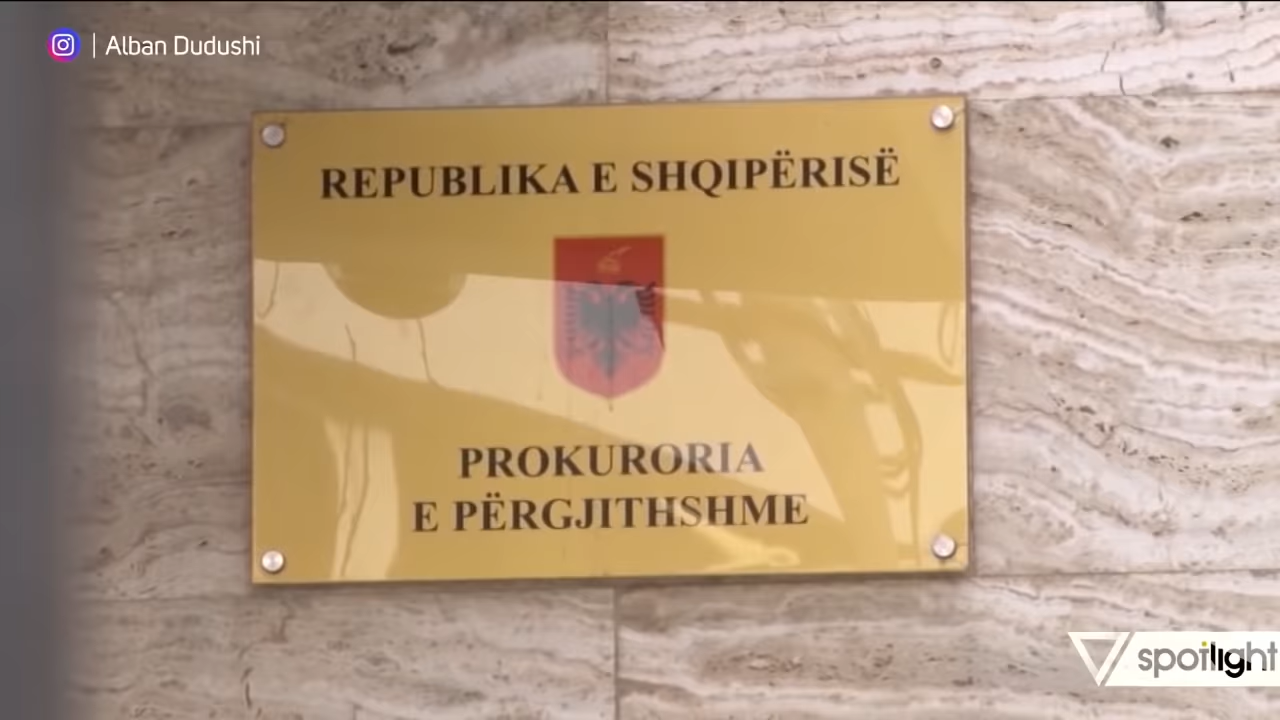 | Alban Dudushi
REPUBLIKA E SHQIPËRISË
PROKURORIA
E PËRGJITHSHME
spotlight